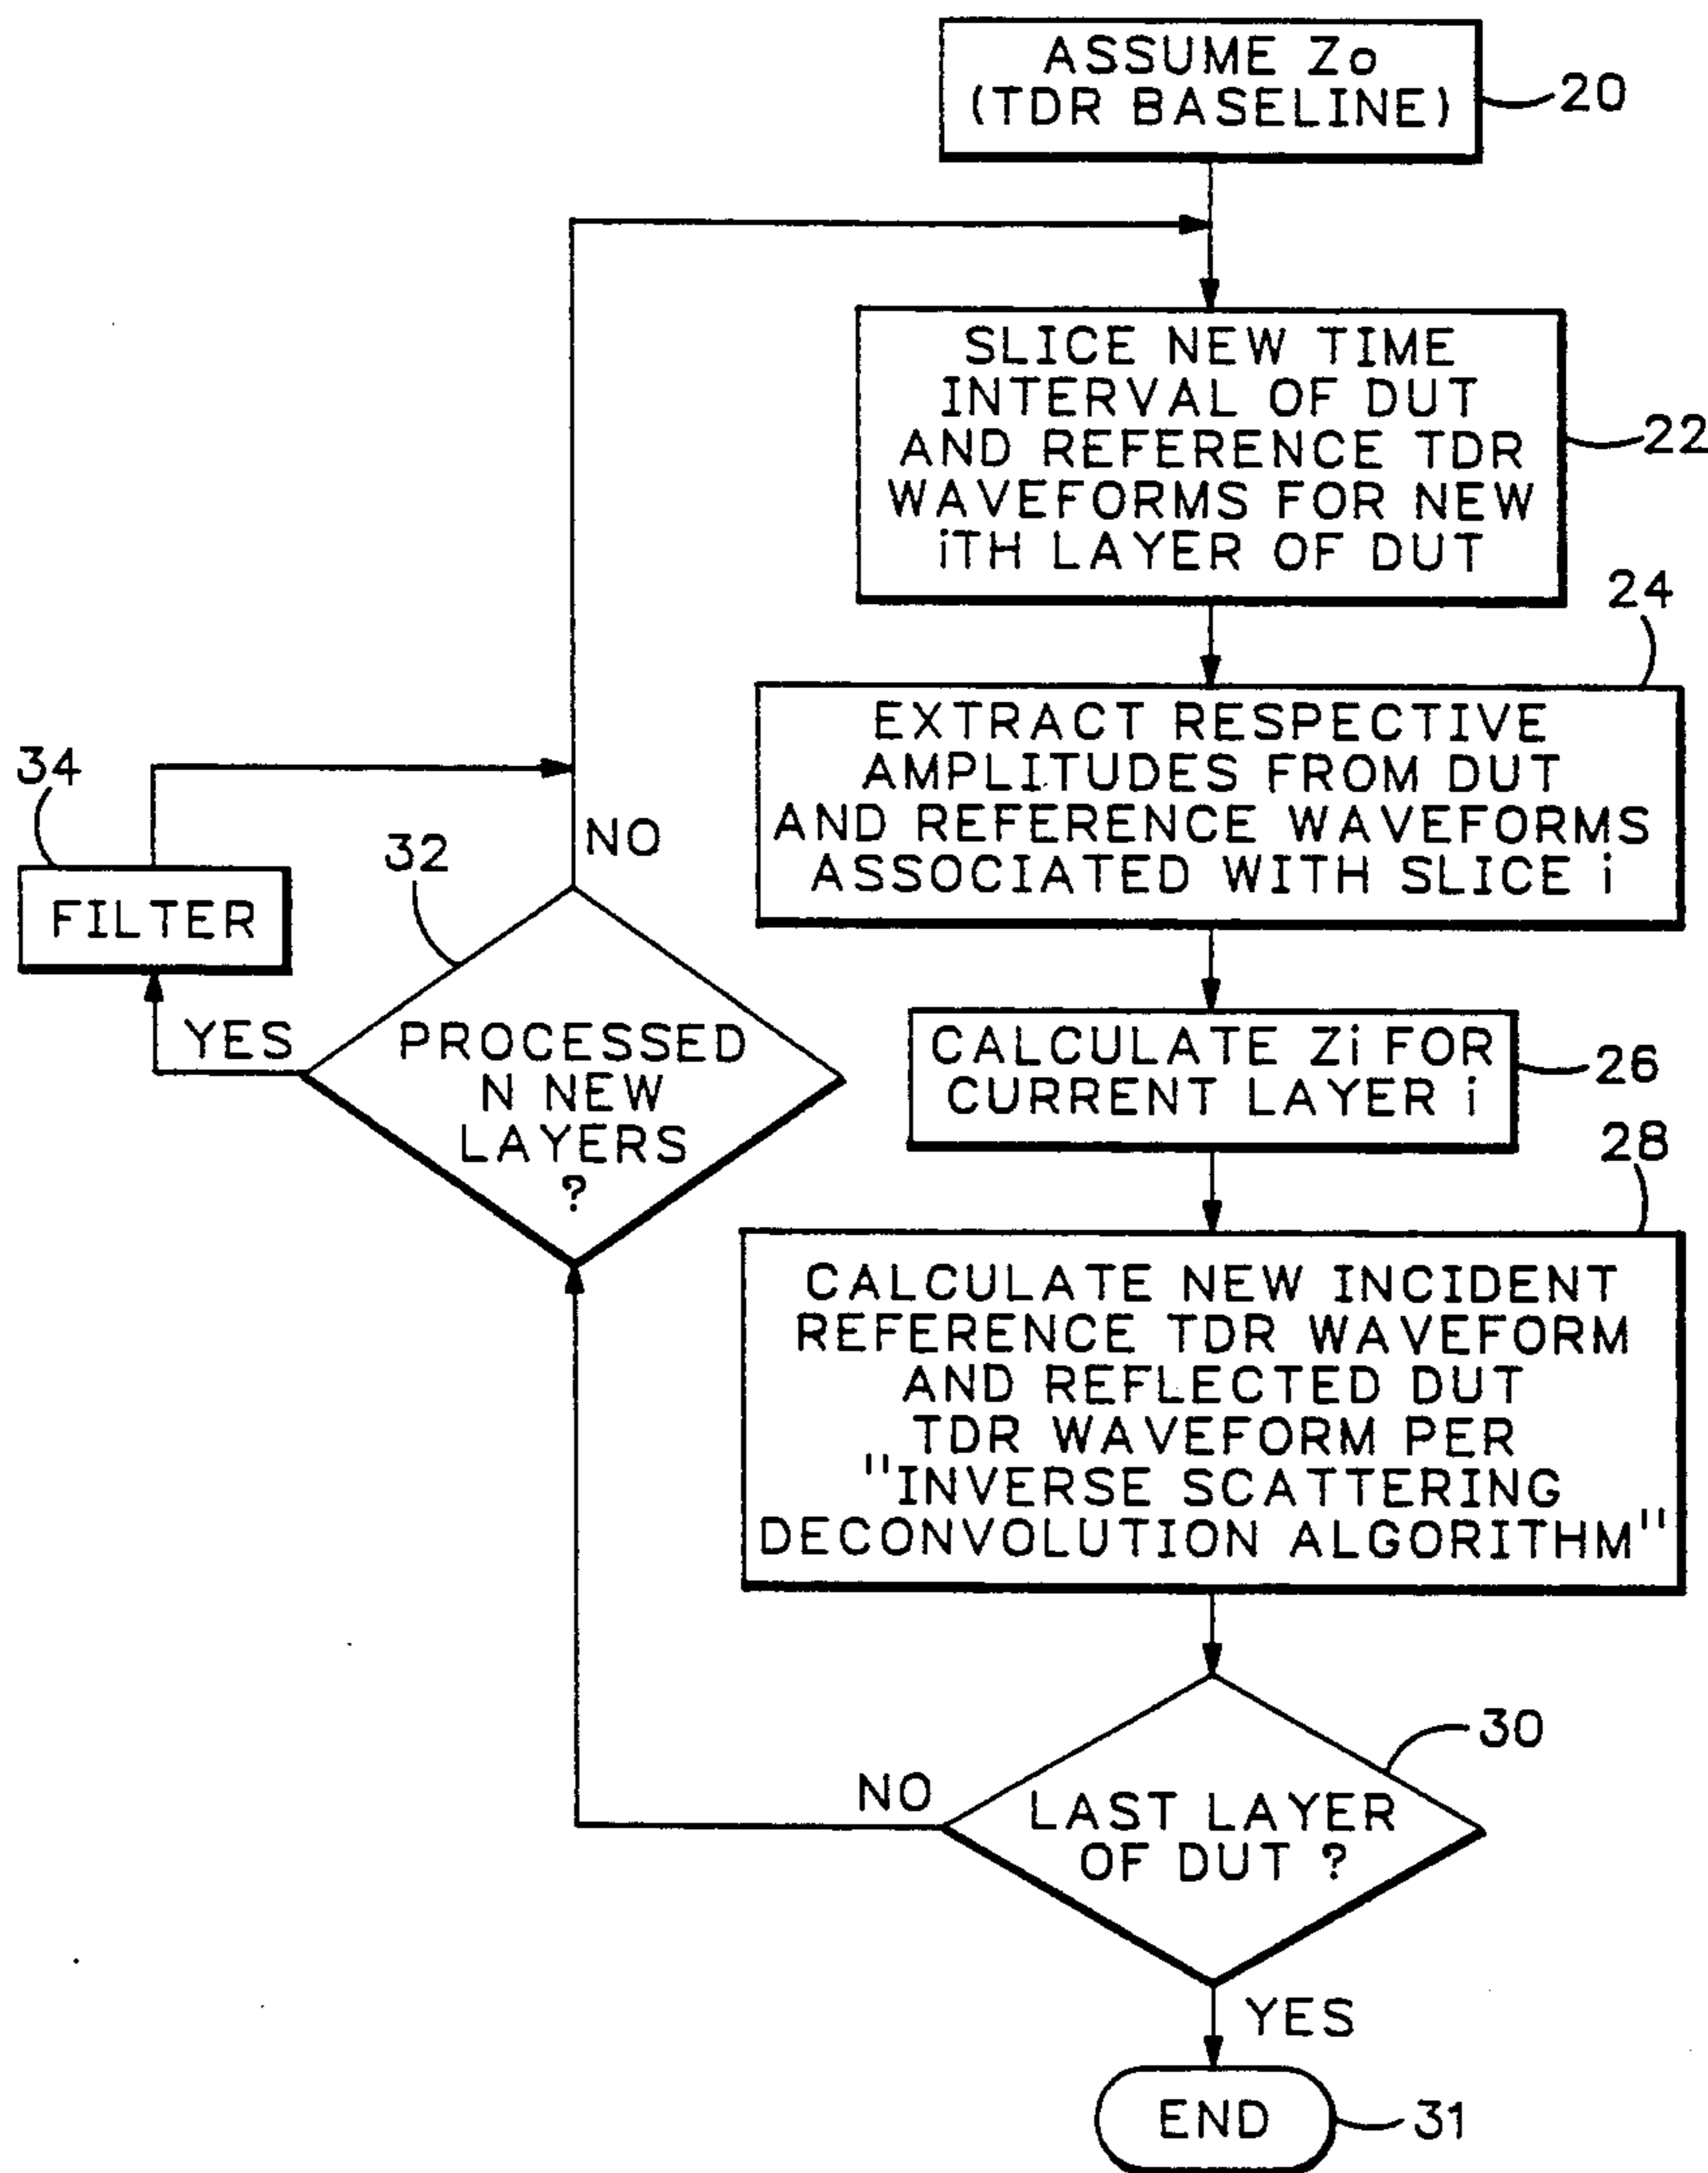 ASSUME Zo
(TDR BASELINE)
20
SLICE NEW TIME
INTERVAL OF DUT
AND REFERENCE TDR
WAVEFORMS FOR NEW
iTH LAYER OF DUT
22
24
EXTRACT RESPECTIVE
AMPLITUDES FROM DUT
AND REFERENCE WAVEFORMS
ASSOCIATED WITH SLICE i
34
FILTER
NO
32
YES
PROCESSED
N NEW
LAYERS
?
CALCULATE Zi FOR
CURRENT LAYER i
26
28
CALCULATE NEW INCIDENT
REFERENCE TDR WAVEFORM
AND REFLECTED DUT
TDR WAVEFORM PER
"INVERSE SCATTERING
DECONVOLUTION ALGORITHM"
30
NO
LAST LAYER
OF DUT ?
YES
END
31